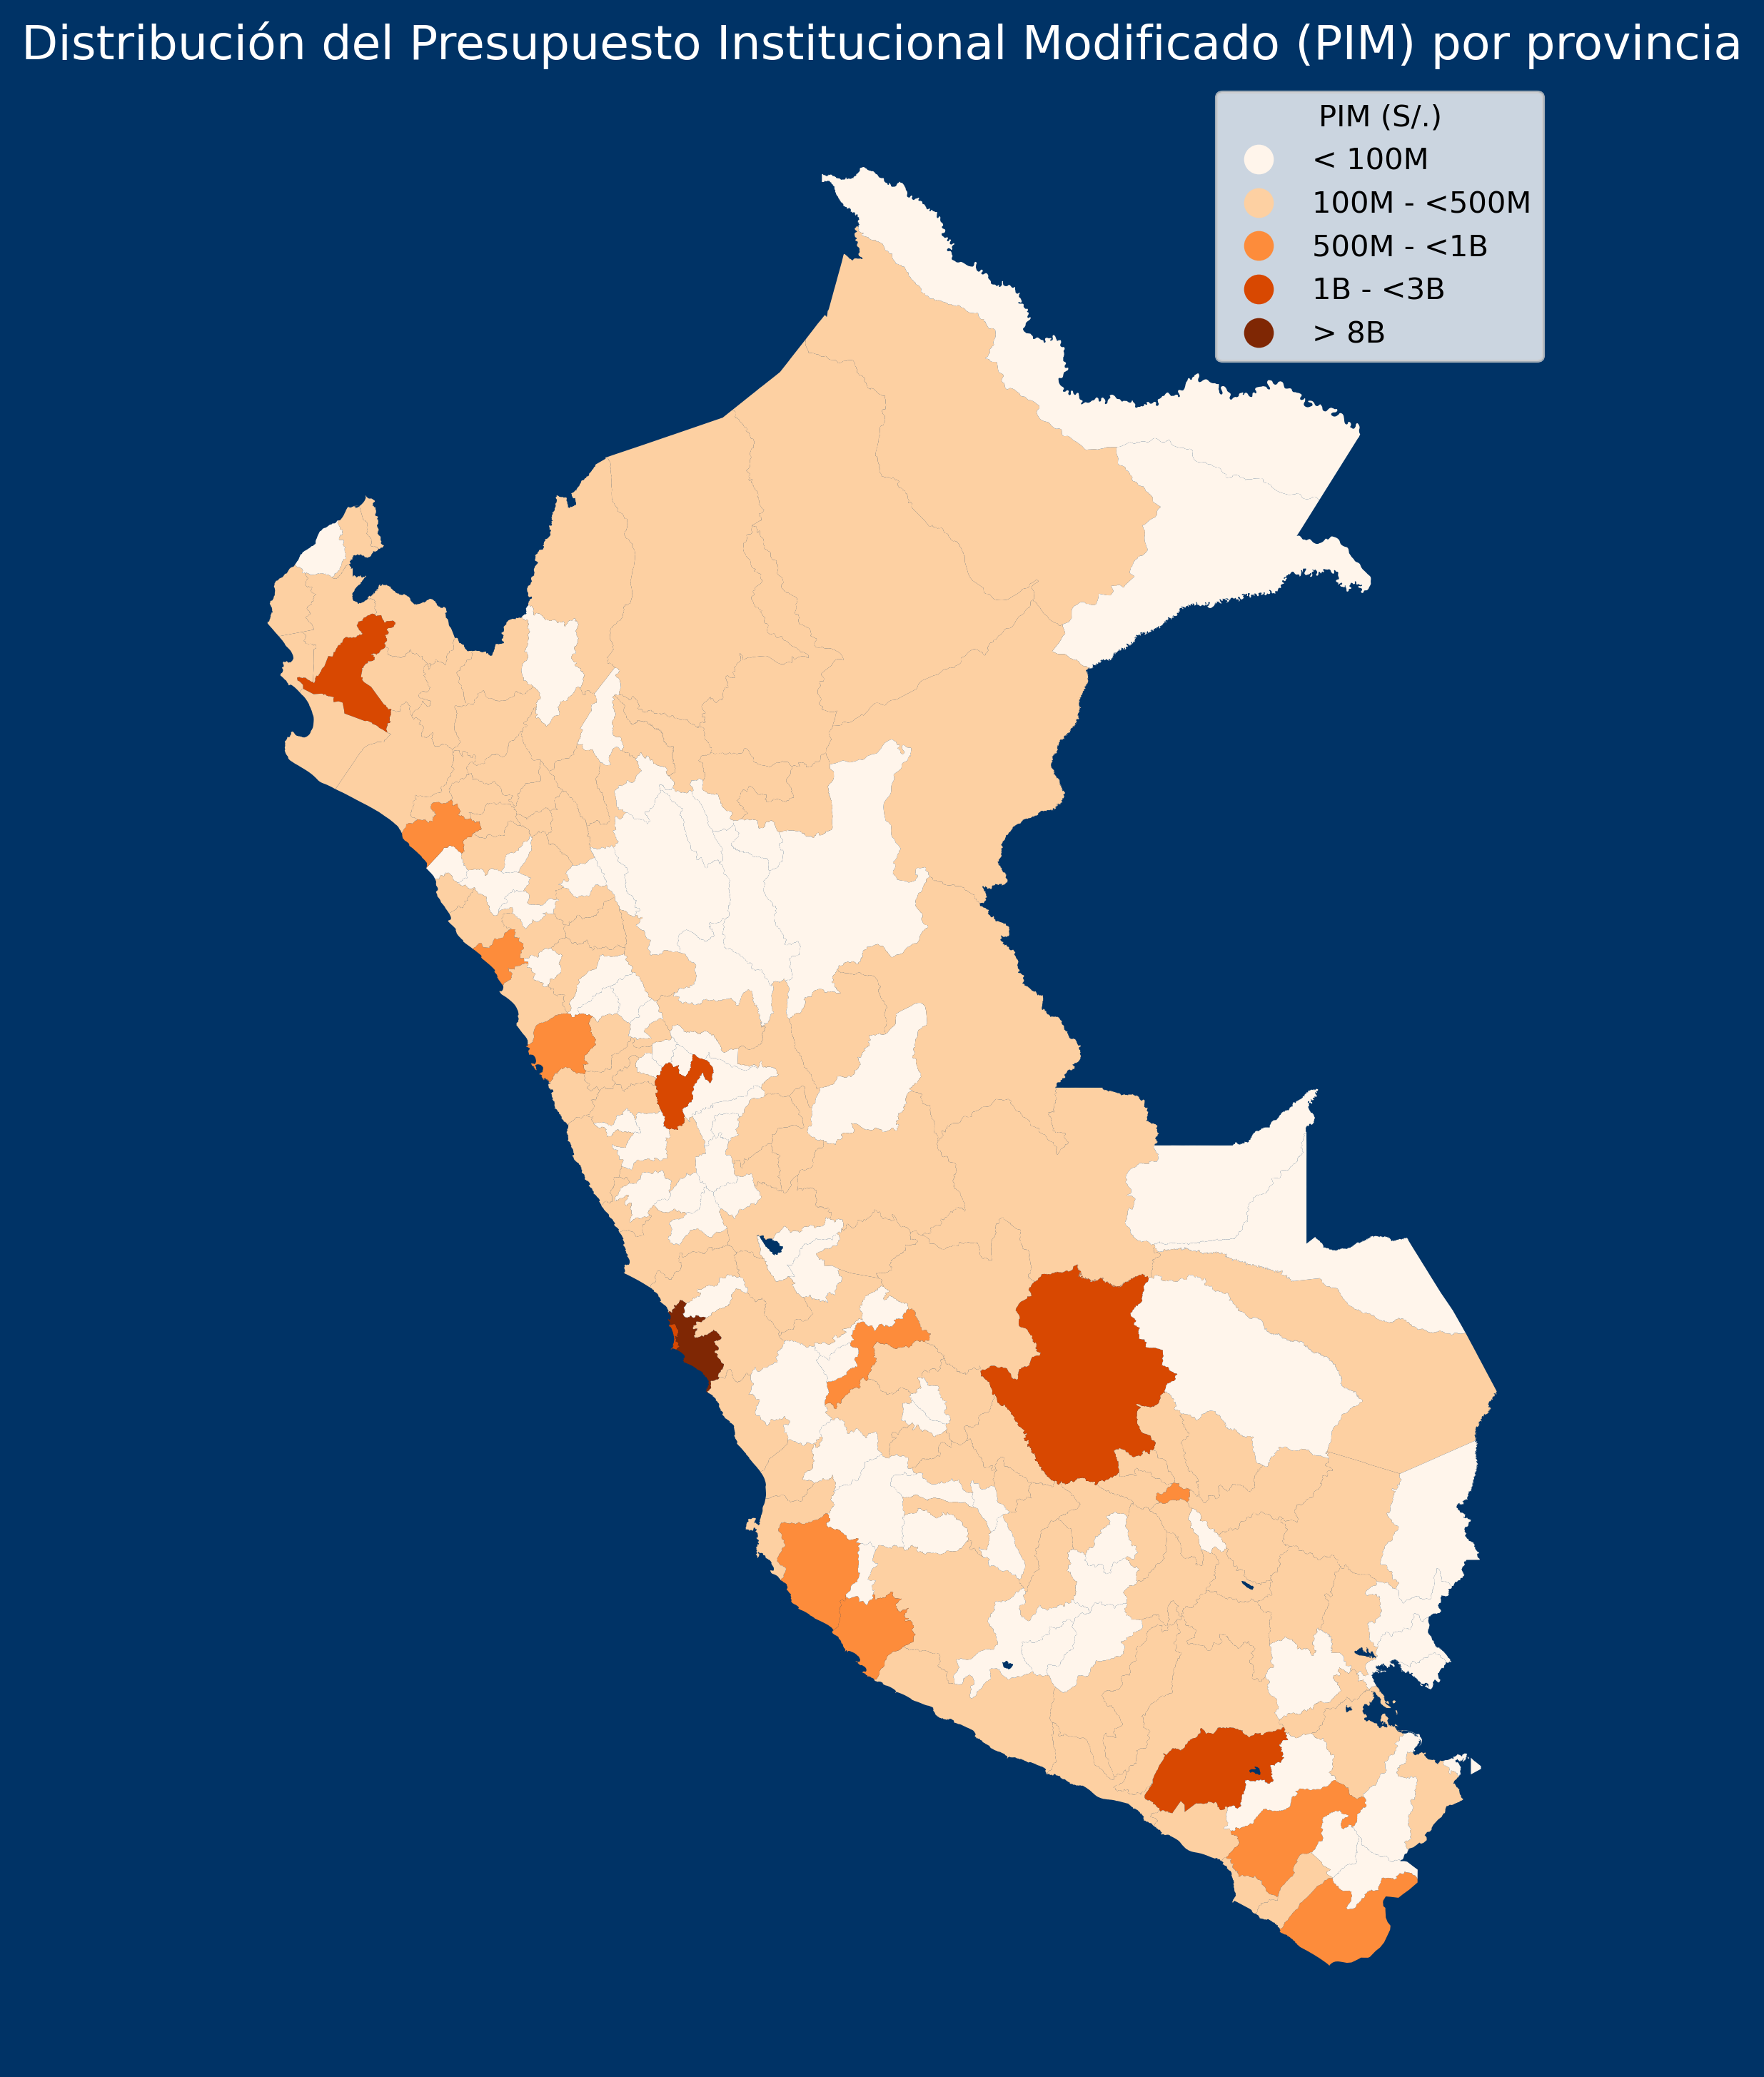 Distribución del Presupuesto Institucional Modificado (PIM) por provincia
PIM (S/.)
< 100M
100M - <500M
500M - <1B
1B - <3B
> 8B